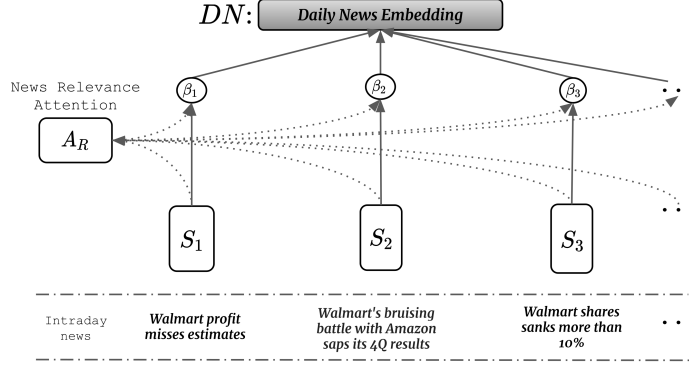 DN: Daily News Embedding
News Relevance
Attention
β1 β2 β3 ..
AR
S1 S2 S3 ..
Intraday
news
Walmart profit
misses estimates
Walmart's bruising
battle with Amazon
saps its 4Q results
Walmart shares
sanks more than
10%
..